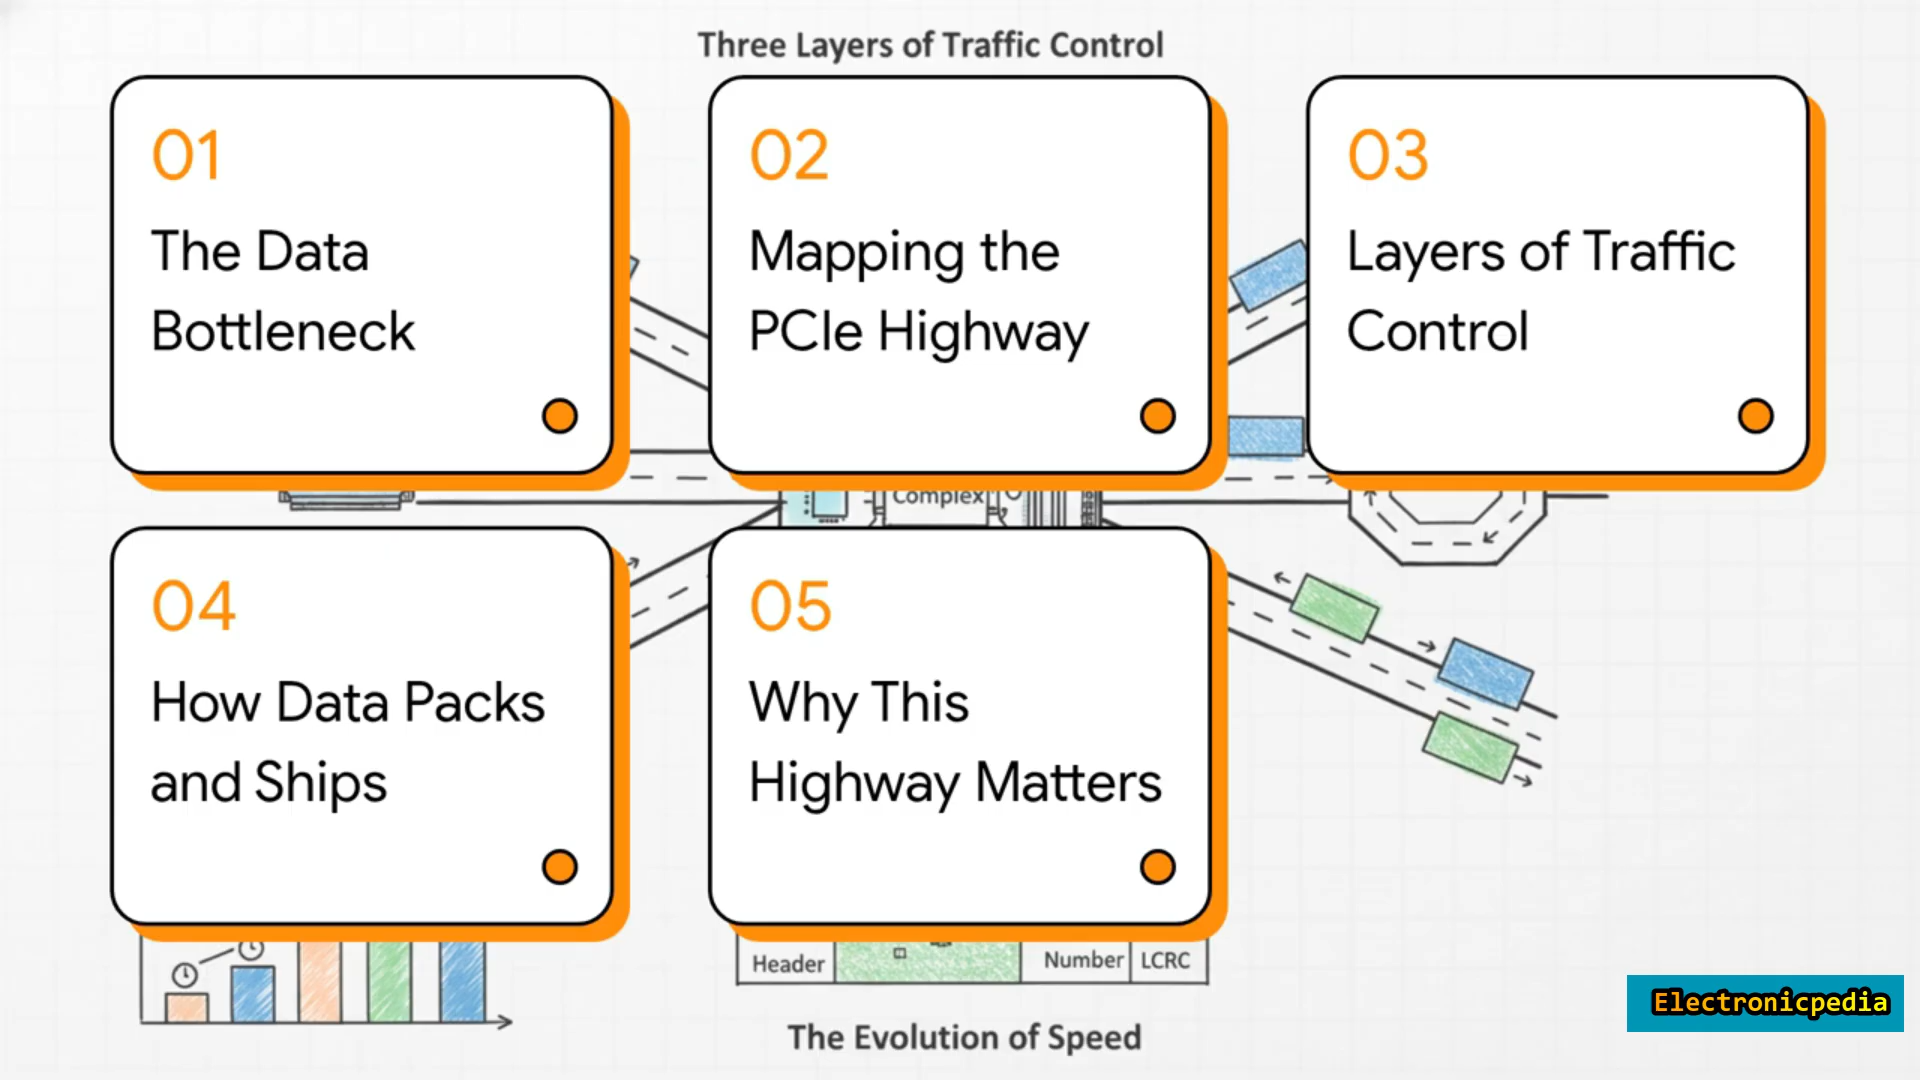 Three Layers of Traffic Control
01
The Data
Bottleneck
02
Mapping the
PCIe Highway
03
Layers of Traffic
Control
Complex
04
How Data Packs
and Ships
05
Why This
Highway Matters
Header
Number
LCRC
Electronicpedia
The Evolution of Speed